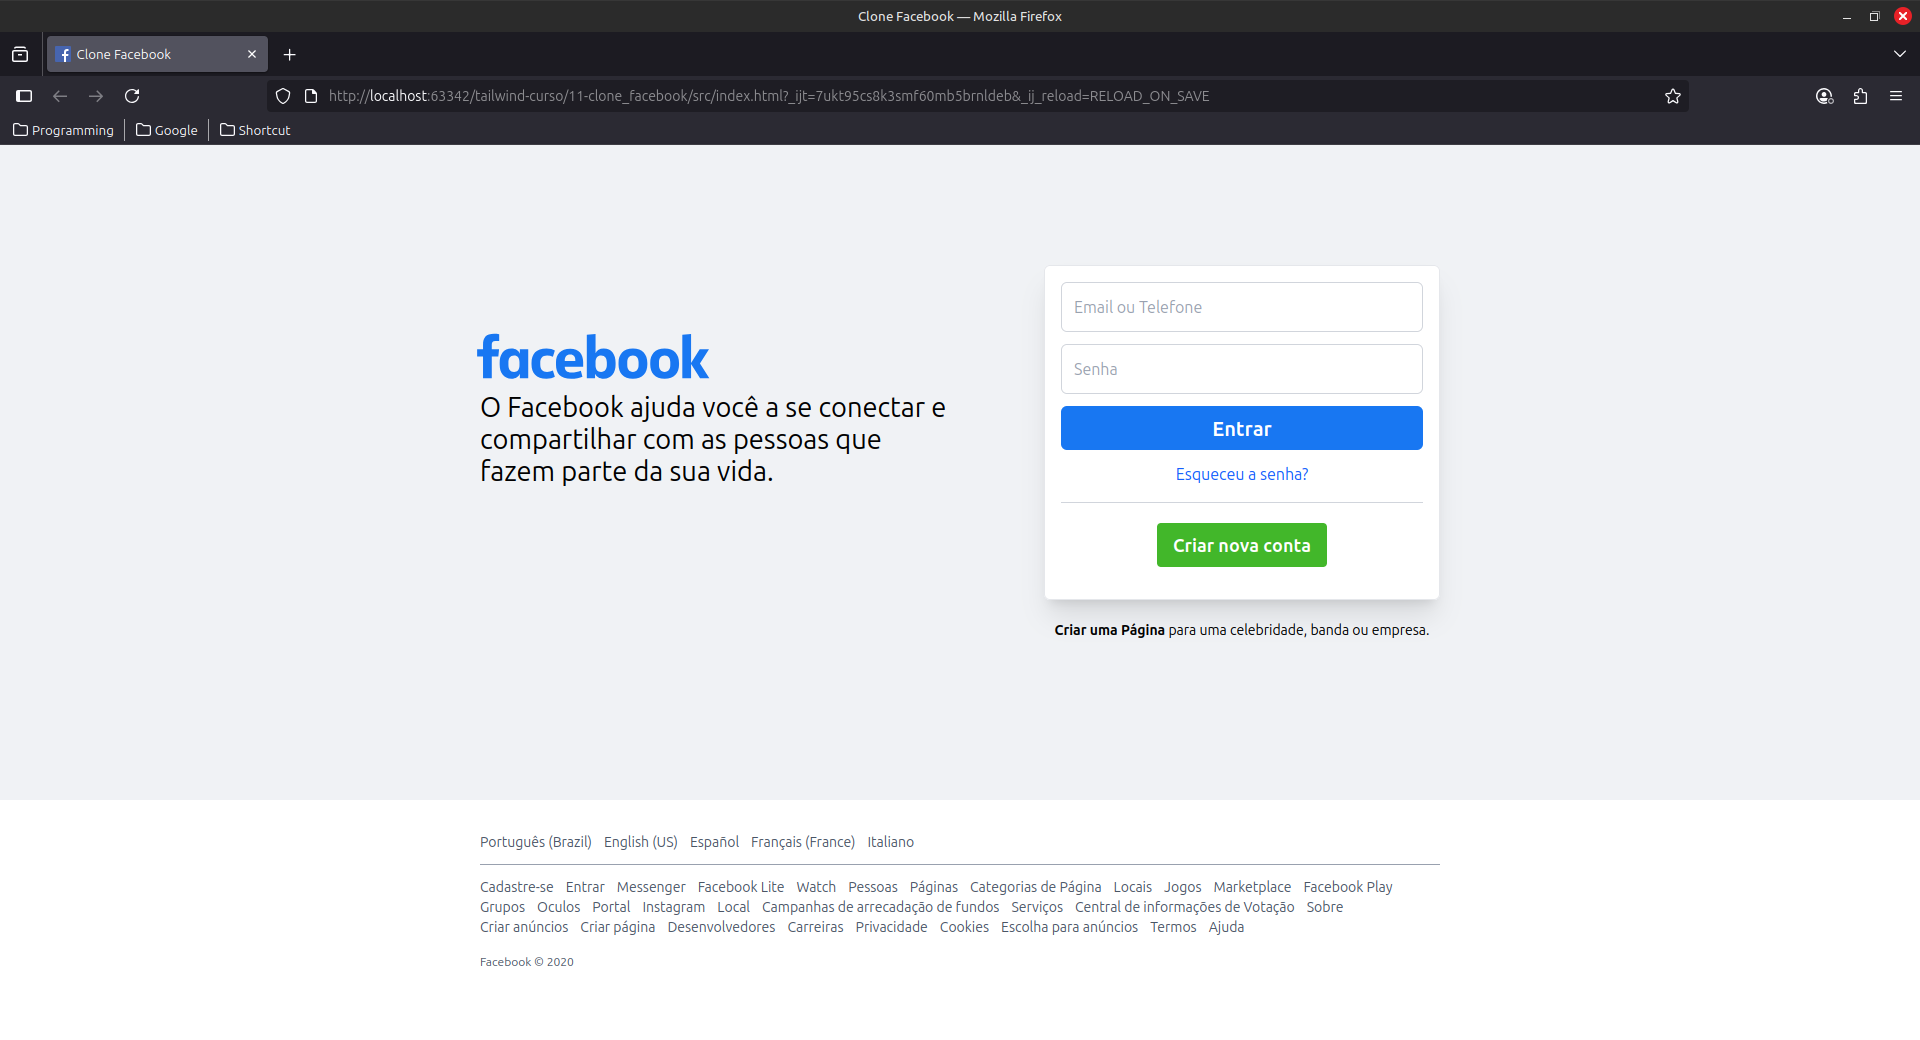 Clone Facebook — Mozilla Firefox
Clone Facebook
http://localhost:63342/tailwind-curso/11-clone_facebook/src/index.html?_ijt=7ukt95cs8k3smf60mb5brnldeb&_ij_reload=RELOAD_ON_SAVE
Programming Google Shortcut
facebook
O Facebook ajuda você a se conectar e
compartilhar com as pessoas que
fazem parte da sua vida.
Email ou Telefone
Senha
Entrar
Esqueceu a senha?
Criar nova conta
Criar uma Página para uma celebridade, banda ou empresa.
Português (Brazil) English (US) Español Français (France) Italiano
Cadastre-se Entrar Messenger Facebook Lite Watch Pessoas Páginas Categorias de Página Locais Jogos Marketplace Facebook Play
Grupos Oculos Portal Instagram Local Campanhas de arrecadação de fundos Serviços Central de informações de Votação Sobre
Criar anúncios Criar página Desenvolvedores Carreiras Privacidade Cookies Escolha para anúncios Termos Ajuda
Facebook © 2020